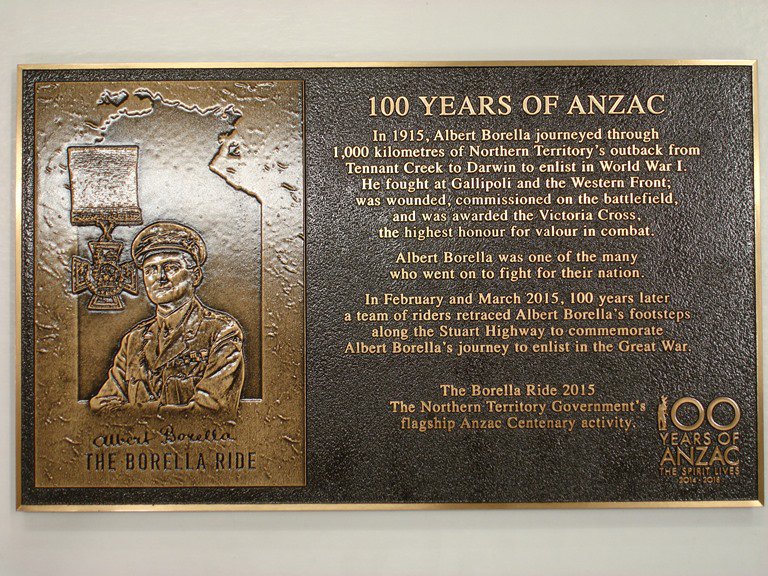 100 YEARS OF ANZAC
In 1915, Albert Borella journeyed through
1,000 kilometres of Northern Territory's outback from
Tennant Creek to Darwin to enlist in World War I.
He fought at Gallipoli and the Western Front;
was wounded, commissioned on the battlefield,
and was awarded the Victoria Cross,
the highest honour for valour in combat.
Albert Borella was one of the many
who went on to fight for their nation.
In February and March 2015, 100 years later
a team of riders retraced Albert Borella's footsteps
along the Stuart Highway to commemorate
Albert Borella's journey to enlist in the Great War.
The Borella Ride 2015
The Northern Territory Government's
flagship Anzac Centenary activity.
Albert Borella
THE BORELLA RIDE
100
YEARS OF
ANZAC
THE SPIRIT LIVES
2014 - 2018